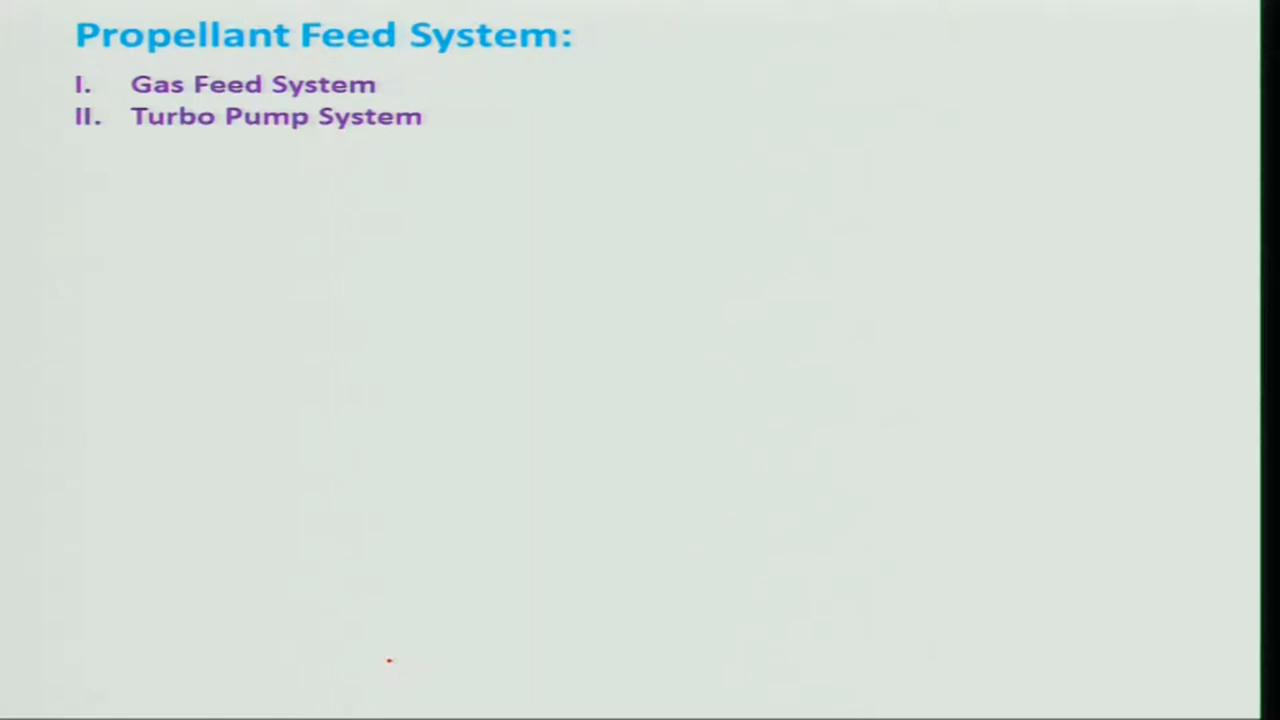 Propellant Feed System:
I. Gas Feed System
II. Turbo Pump System